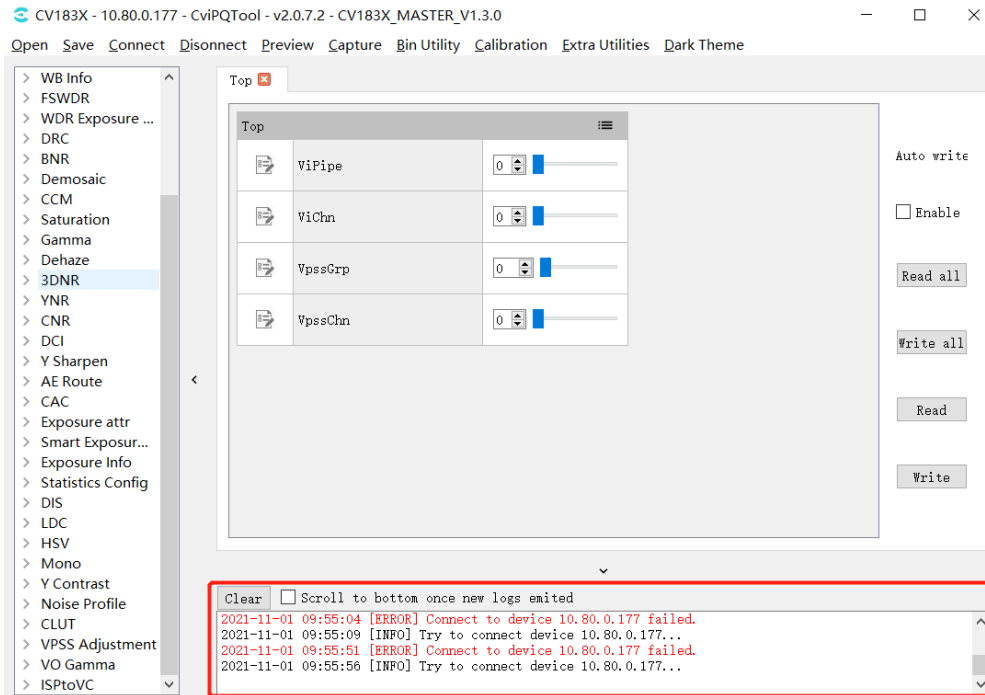 CV183X - 10.80.0.177 - CviPQTool - v2.0.7.2 - CV183X_MASTER_V1.3.0
Open Save Connect Disonnect Preview Capture Bin Utility Calibration Extra Utilities Dark Theme
WB Info
FSWDR
WDR Exposure ...
DRC
BNR
Demosaic
CCM
Saturation
Gamma
Dehaze
3DNR
YNR
CNR
DCI
Y Sharpen
AE Route
CAC
Exposure attr
Smart Exposur...
Exposure Info
Statistics Config
DIS
LDC
HSV
Mono
Y Contrast
Noise Profile
CLUT
VPSS Adjustment
VO Gamma
ISPtoVC
Top
Top
ViPipe 0
ViChn 0
VpssGrp 0
VpssChn 0
Auto write
Enable
Read all
Write all
Read
Write
Clear Scroll to bottom once new logs emited
2021-11-01 09:55:04 [ERROR] Connect to device 10.80.0.177 failed.
2021-11-01 09:55:09 [INFO] Try to connect device 10.80.0.177...
2021-11-01 09:55:51 [ERROR] Connect to device 10.80.0.177 failed.
2021-11-01 09:55:56 [INFO] Try to connect device 10.80.0.177...